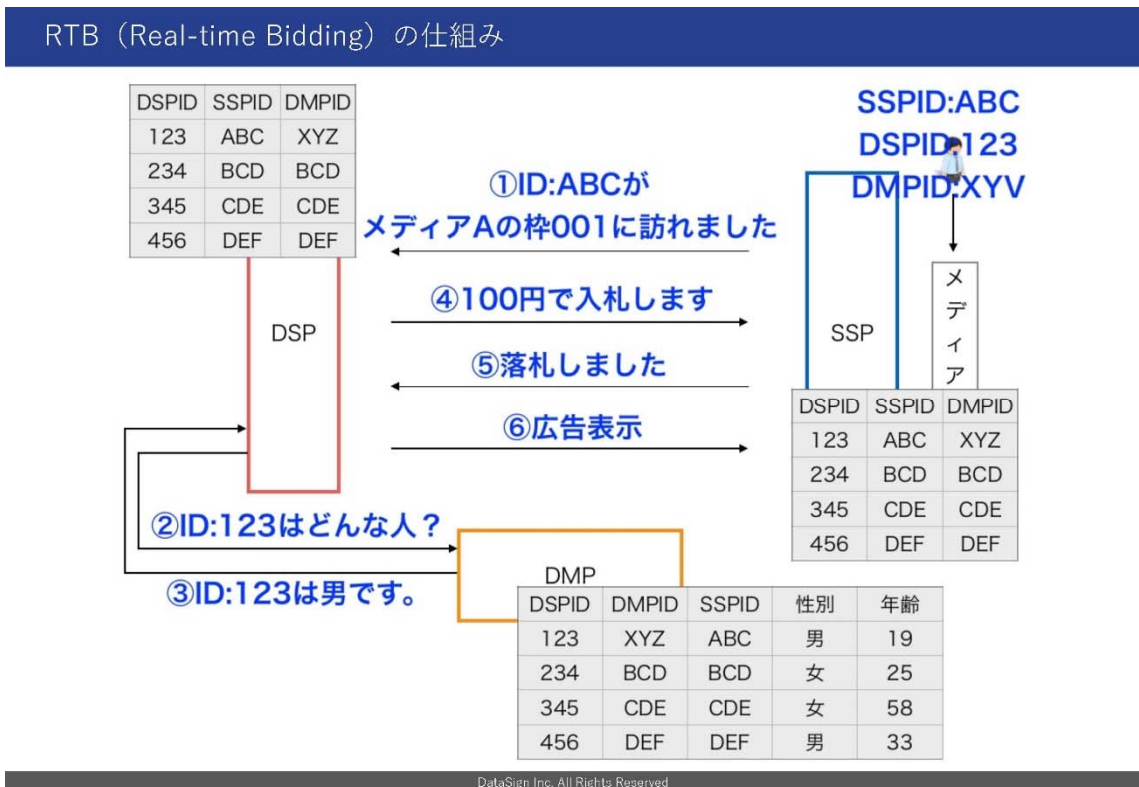 RTB（Real-time Bidding）の仕組み
DSPID SSPID DMPID
123 ABC XYZ
234 BCD BCD
345 CDE CDE
456 DEF DEF
SSPID:ABC
DSPID:123
DMPID:XYV
①ID:ABCが
メディアAの枠001に訪れました
④100円で入札します
⑤落札しました
⑥広告表示
DSP
SSP
メディア
DSPID SSPID DMPID
123 ABC XYZ
234 BCD BCD
345 CDE CDE
456 DEF DEF
②ID:123はどんな人？
③ID:123は男です。
DMP
DSPID DMPID SSPID 性別 年齢
123 XYZ ABC 男 19
234 BCD BCD 女 25
345 CDE CDE 女 58
456 DEF DEF 男 33
DataSign Inc. All Rights Reserved